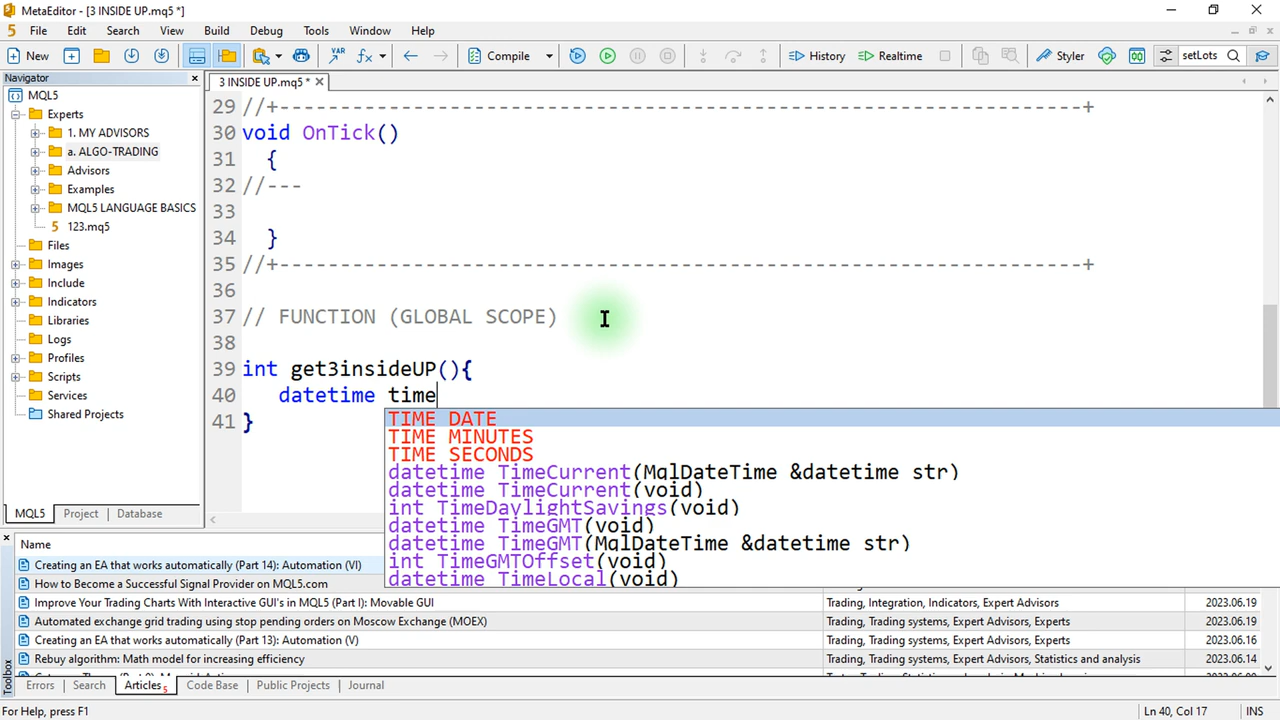 MetaEditor - [3 INSIDE UP.mq5 *]
5 File Edit Search View Build Debug Tools Window Help
New Compile History Realtime Styler setLots
Navigator
3 INSIDE UP.mq5 *
MQL5
Experts
1. MY ADVISORS
a. ALGO-TRADING
Advisors
Examples
MQL5 LANGUAGE BASICS
5 123.mq5
Files
Images
Include
Indicators
Libraries
Logs
Profiles
Scripts
Services
Shared Projects
MQL5 Project Database
29 //+------------------------------------------------------------------+
30 void OnTick()
31 {
32 //---
33
34 }
35 //+------------------------------------------------------------------+
36
37 // FUNCTION (GLOBAL SCOPE)
38
39 int get3insideUP(){
40 datetime time
41 }
TIME_DATE
TIME_MINUTES
TIME_SECONDS
datetime TimeCurrent(MqlDateTime &datetime_str)
datetime TimeCurrent(void)
int TimeDaylightSavings(void)
datetime TimeGMT(void)
datetime TimeGMT(MqlDateTime &datetime_str)
int TimeGMTOffset(void)
datetime TimeLocal(void)
Toolbox
Name
Creating an EA that works automatically (Part 14): Automation (VI)
How to Become a Successful Signal Provider on MQL5.com
Improve Your Trading Charts With Interactive GUI's in MQL5 (Part I): Movable GUI Trading, Integration, Indicators, Expert Advisors 2023.06.19
Automated exchange grid trading using stop pending orders on Moscow Exchange (MOEX) Trading, Trading systems, Expert Advisors, Experts 2023.06.19
Creating an EA that works automatically (Part 13): Automation (V) Trading, Trading systems, Expert Advisors, Experts 2023.06.16
Rebuy algorithm: Math model for increasing efficiency Trading, Trading systems, Expert Advisors, Statistics and analysis 2023.06.14
Errors Search Articles 5 Code Base Public Projects Journal
For Help, press F1 Ln 40, Col 17 INS